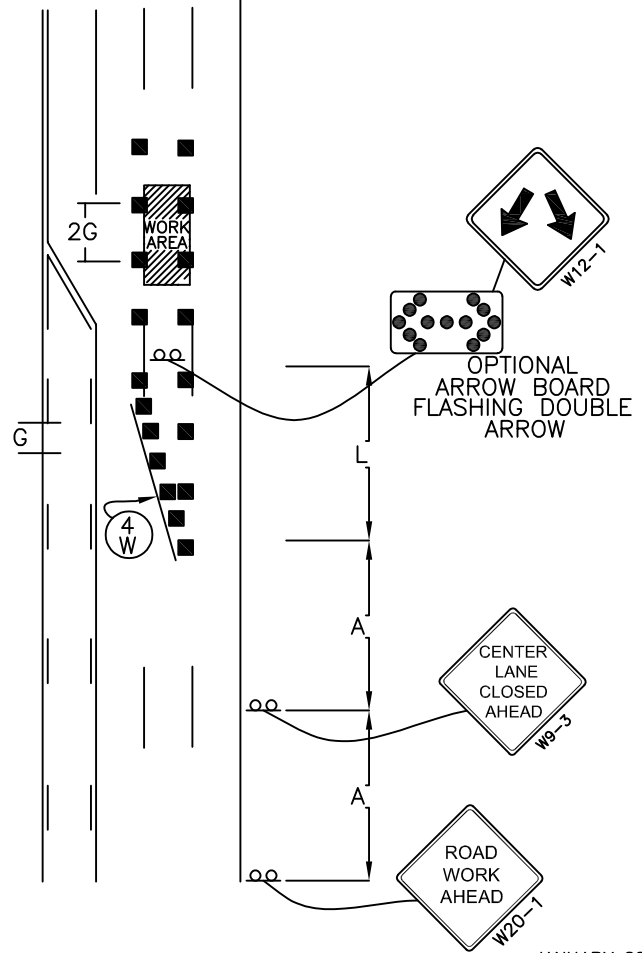 2G
WORK
AREA
W12-1
OPTIONAL
ARROW BOARD
FLASHING DOUBLE
ARROW
G
L
4
W
A
CENTER
LANE
CLOSED
AHEAD
W9-3
A
ROAD
WORK
AHEAD
W20-1